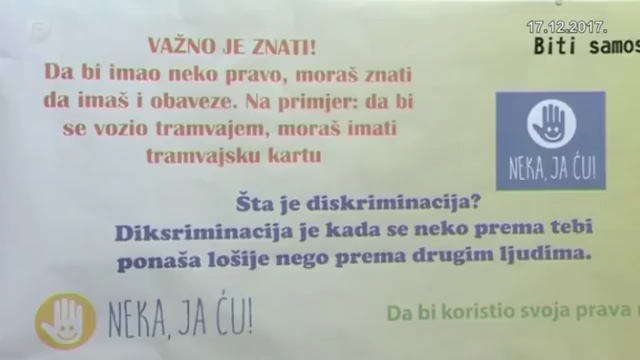 17.12.2017.
VAŽNO JE ZNATI!
Biti samos
Da bi imao neko pravo, moraš znati
da imaš i obaveze. Na primjer: da bi
se vozio tramvajem, moraš imati
tramvajsku kartu
NEKA, JA ĆU!
Šta je diskriminacija?
Diksriminacija je kada se neko prema tebi
ponaša lošije nego prema drugim ljudima.
NEKA, JA ĆU!
Da bi koristio svoja prava